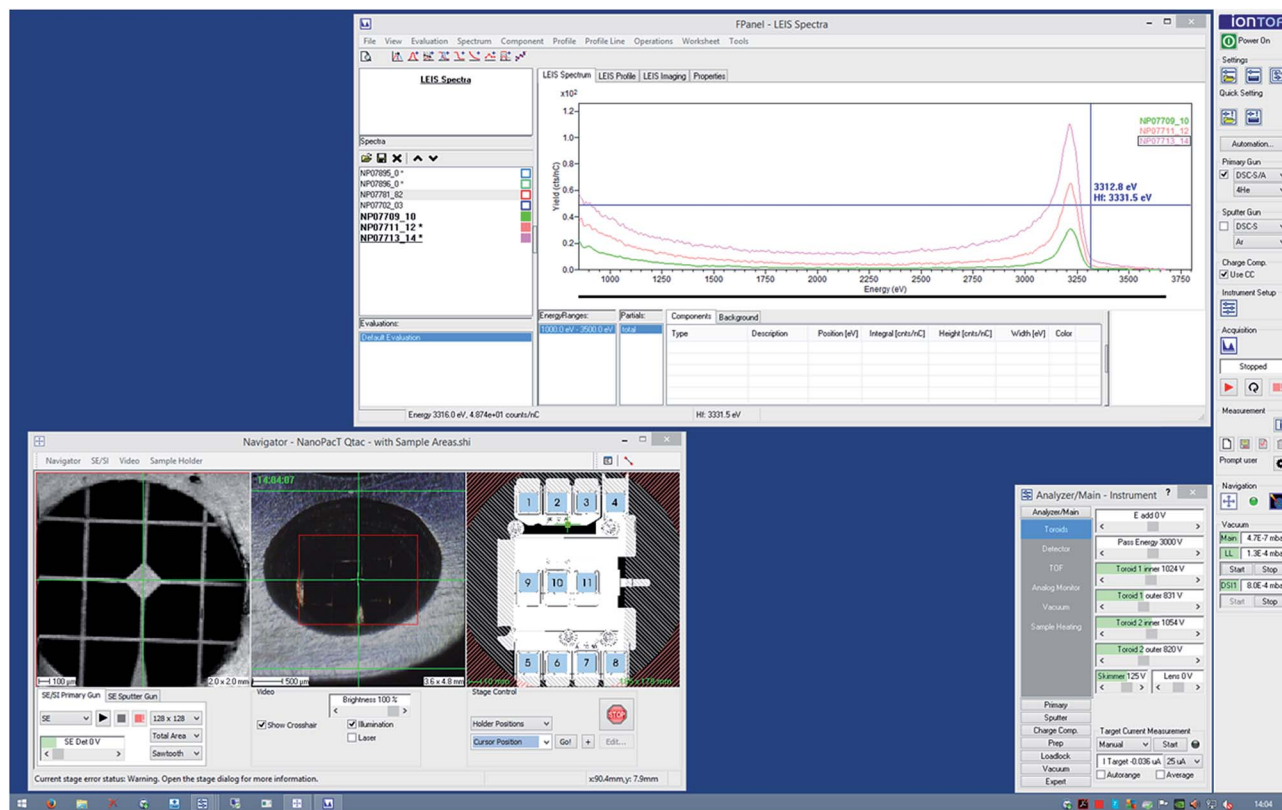 FPanel - LEIS Spectra
File View Evaluation Spectrum Component Profile Profile Line Operations Worksheet Tools
LEIS Spectra
LEIS Spectrum LEIS Profile LEIS Imaging Properties
x10²
1.2
1.0
0.8
0.6
0.4
0.2
0.0
Yield (cts/nC)
1000 1250 1500 1750 2000 2250 2500 2750 3000 3250 3500 3750
Energy (eV)
NP07709_10
NP07711_12
NP07713_14
3312.8 eV
Hf: 3331.5 eV
Spectra
NP07895_0 *
NP07896_0 *
NP07781_82
NP07702_03
NP07709_10
NP07711_12 *
NP07713_14 *
Evaluations:
Default Evaluation
EnergyRanges:
1000.0 eV - 3500.0 eV
Partials:
total
Components Background
Type Description Position [eV] Integral [cnts/nC] Height [cnts/nC] Width [eV] Color
Energy 3316.0 eV, 4.874e+01 counts/nC Hf: 3331.5 eV
Navigator - NanoPacT Qtac - with Sample Areas.shi
Navigator SE/SI Video Sample Holder
100 µm 2.0 x 2.0 mm
14:04:07
500 µm 3.6 x 4.8 mm
1 2 3 4
9 10 11
5 6 7 8
10 mm
SE/SI Primary Gun SE Sputter Gun
SE
128 x 128
Total Area
SE Det 0 V
Sawtooth
Video
Brightness 100 %
Show Crosshair
Illumination
Laser
Stage Control
STOP
Holder Positions
Cursor Position Go! + Edit...
Current stage error status: Warning. Open the stage dialog for more information. x:90.4mm,y: 7.9mm
Analyzer/Main - Instrument ?
Analyzer/Main
Toroids
Detector
TOF
Analog Monitor
Vacuum
Sample Heating
Primary
Sputter
Charge Comp.
Prep
Loadlock
Vacuum
Expert
E add 0 V
Pass Energy 3000 V
Toroid 1 inner 1024 V
Toroid 1 outer 831 V
Toroid 2 inner 1054 V
Toroid 2 outer 820 V
Skimmer 125 V Lens 0 V
Target Current Measurement
Manual Start
I Target -0.036 uA 25 uA
Autorange Average
ionTOF
Power On
Settings
Quick Setting
Automation...
Primary Gun
DSC-S/A
4He
Sputter Gun
DSC-S
Ar
Charge Comp.
Use CC
Instrument Setup
Acquisition
Stopped
Measurement
Prompt user
Navigation
Vacuum
Main 4.7E-7 mba
LL 1.3E-4 mba
Start Stop
DSI1 8.0E-4 mba
Start Stop
14:04